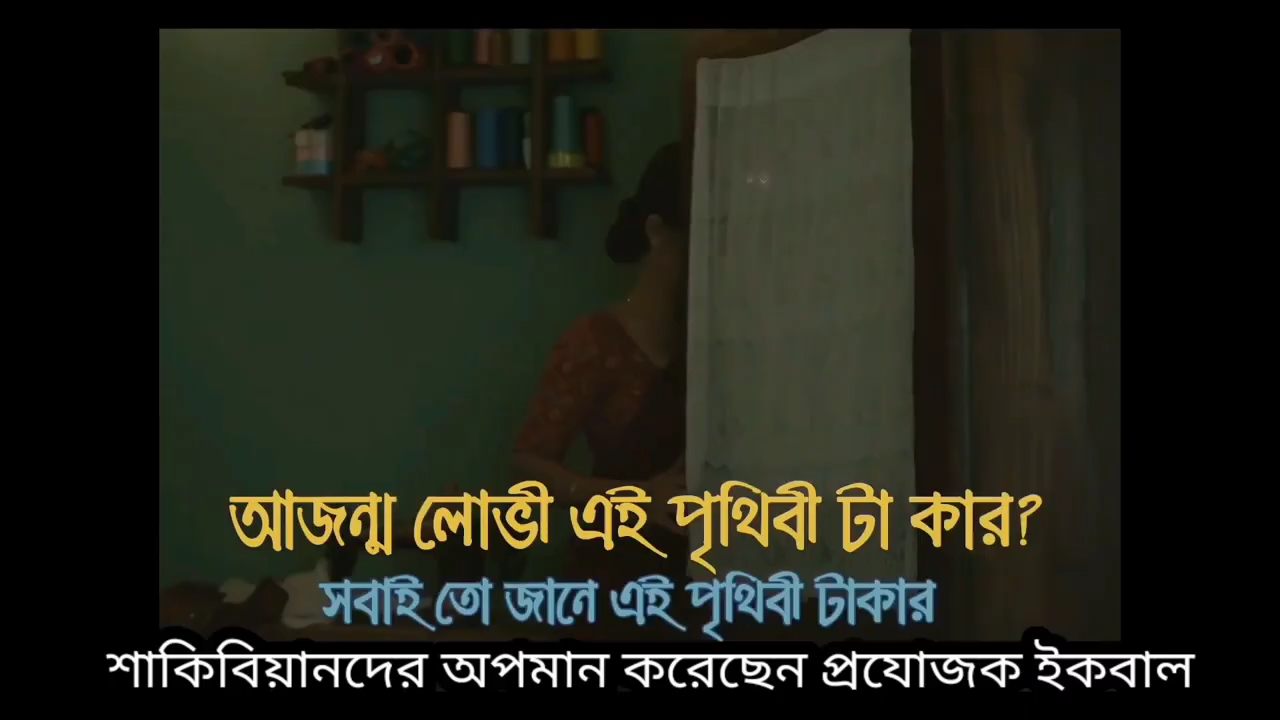 আজন্ম লোভী এই পৃথিবী টা কার?
সবাই তো জানে এই পৃথিবী টাকার
শাকিবিয়ানদের অপমান করেছেন প্রযোজক ইকবাল